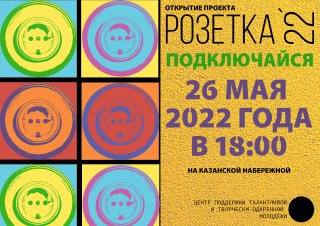 ОТКРЫТИЕ ПРОЕКТА
РОЗЕТКА`22
ПОДКЛЮЧАЙСЯ
26 МАЯ
2022 ГОДА
В 18:00
НА КАЗАНСКОЙ НАБЕРЕЖНОЙ
ЦЕНТР ПОДДЕРЖКИ ТАЛАНТЛИВОЙ
И ТВОРЧЕСКИ-ОДАРЕННОЙ
МОЛОДЁЖИ